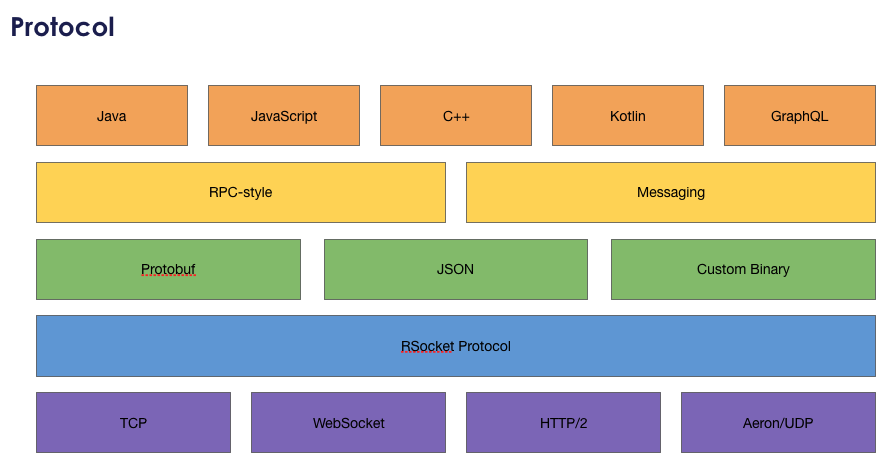 Protocol
Java
JavaScript
C++
Kotlin
GraphQL
RPC-style
Messaging
Protobuf
JSON
Custom Binary
RSocket Protocol
TCP
WebSocket
HTTP/2
Aeron/UDP